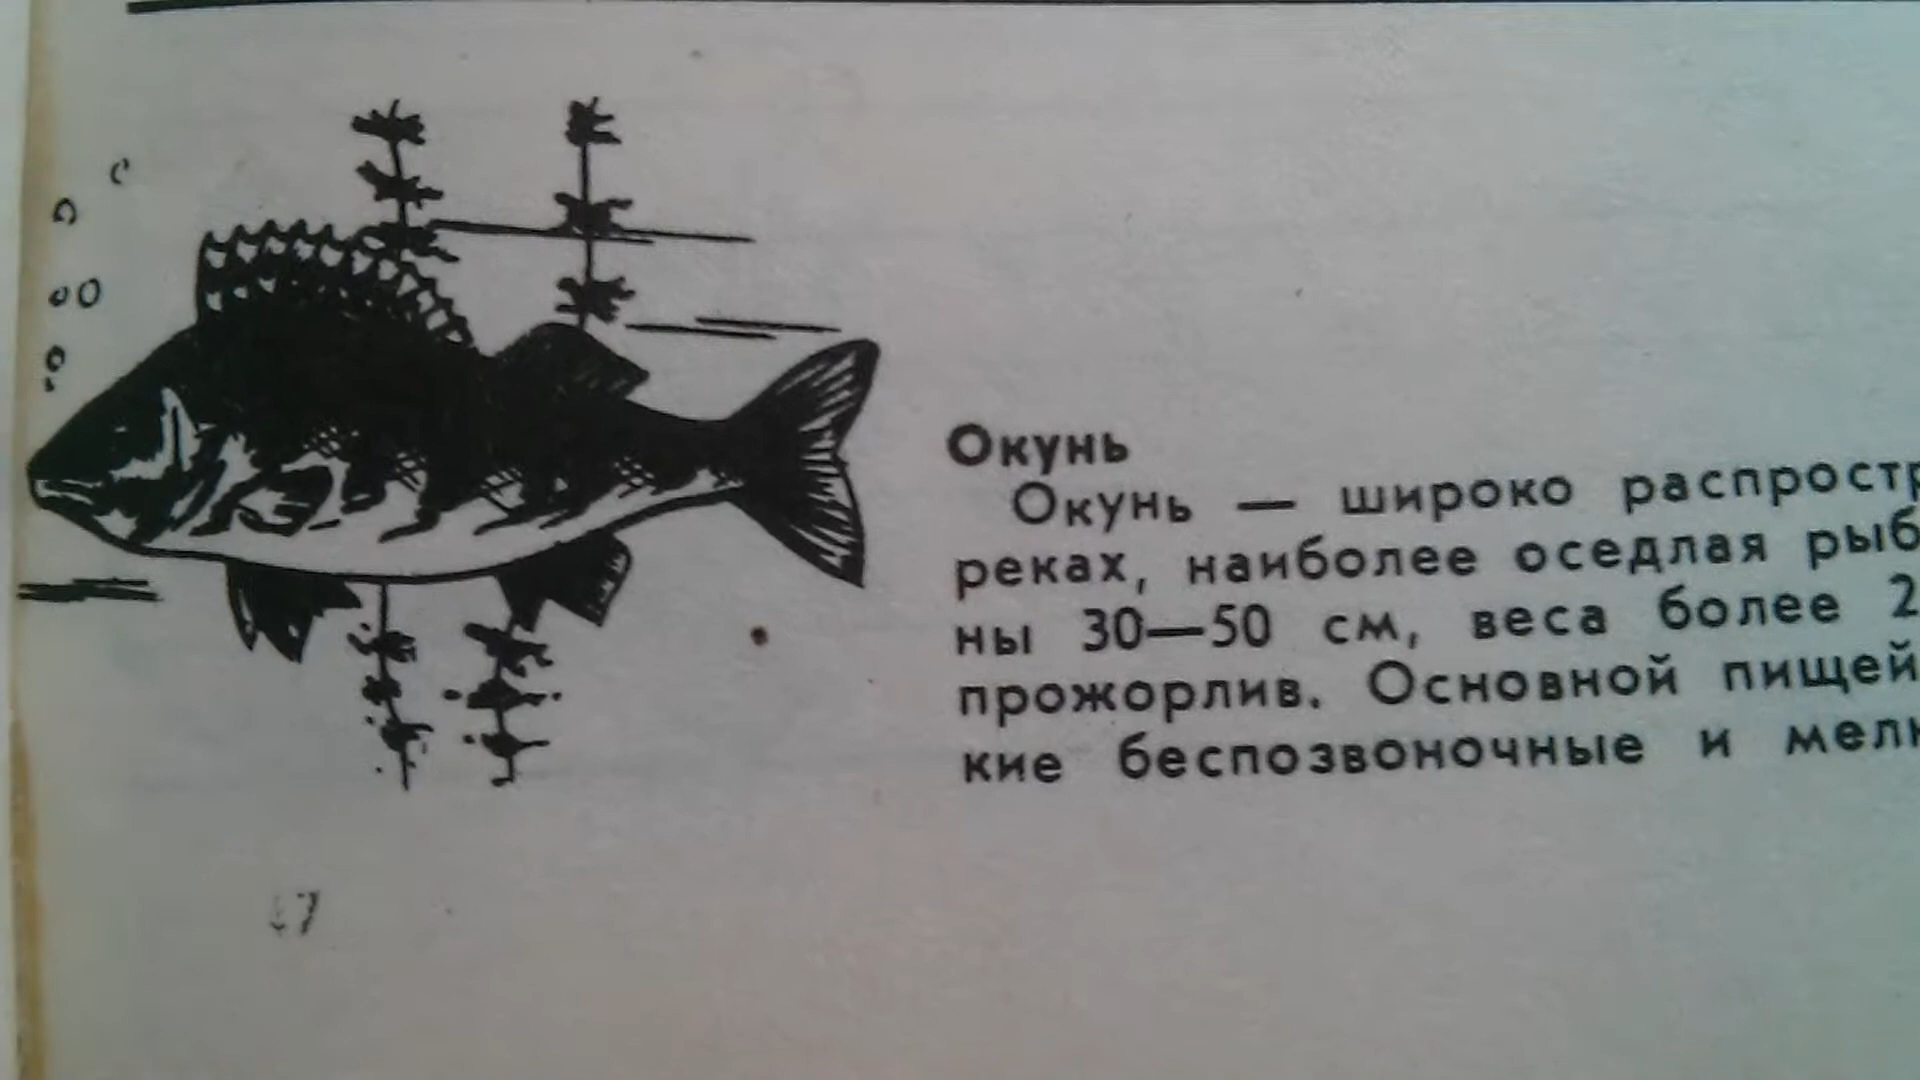 Окунь
Окунь — широко распростр
реках, наиболее оседлая рыб
ны 30—50 см, веса более 2
прожорлив. Основной пищей
кие беспозвоночные и мелк